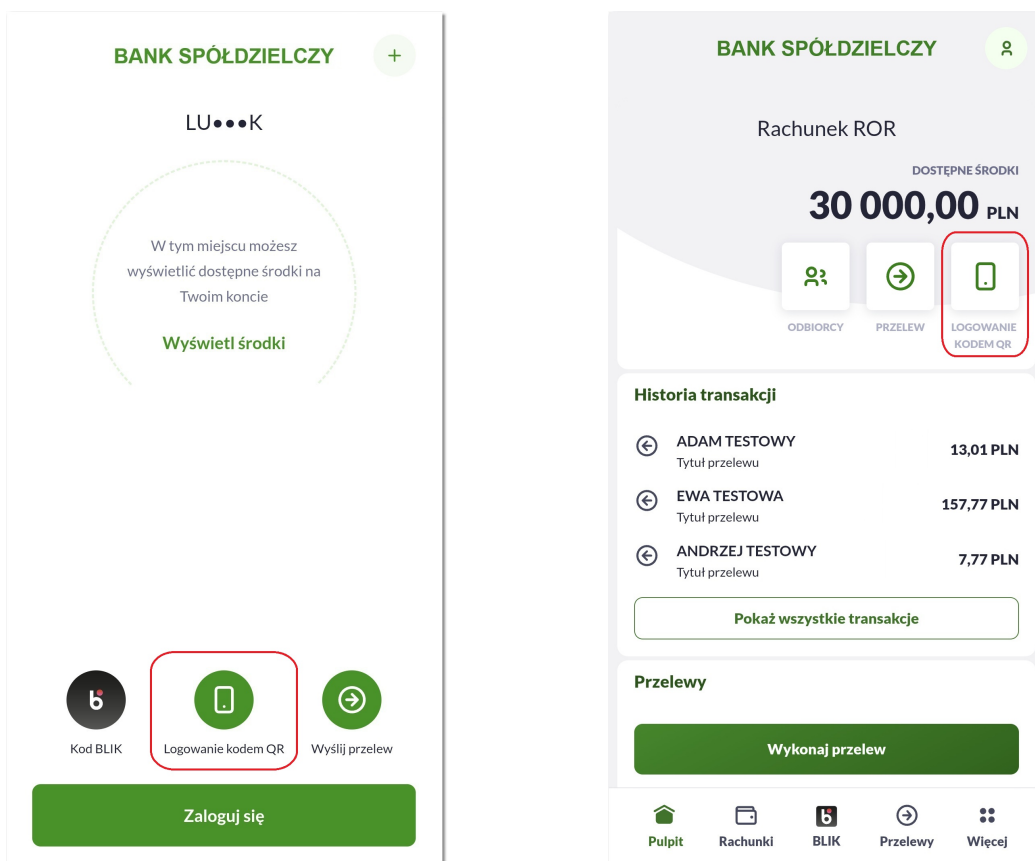 BANK SPÓŁDZIELCZY
LU•••K
W tym miejscu możesz
wyświetlić dostępne środki na
Twoim koncie
Wyświetl środki
Kod BLIK
Logowanie kodem QR
Wyślij przelew
Zaloguj się
BANK SPÓŁDZIELCZY
Rachunek ROR
DOSTĘPNE ŚRODKI
30 000,00 PLN
ODBIORCY
PRZELEW
LOGOWANIE
KODEM QR
Historia transakcji
ADAM TESTOWY 13,01 PLN
Tytuł przelewu
EWA TESTOWA 157,77 PLN
Tytuł przelewu
ANDRZEJ TESTOWY 7,77 PLN
Tytuł przelewu
Pokaż wszystkie transakcje
Przelewy
Wykonaj przelew
Pulpit Rachunki BLIK Przelewy Więcej